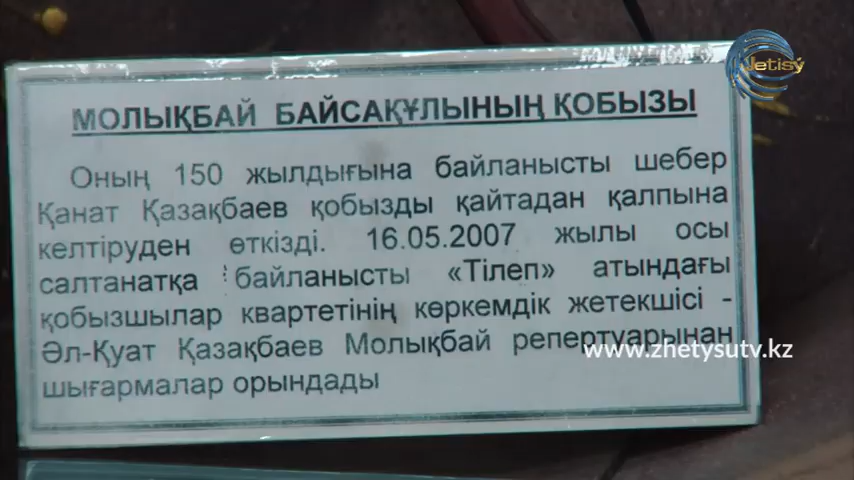 Jetisý
МОЛЫҚБАЙ БАЙСАҚҰЛЫНЫҢ ҚОБЫЗЫ
Оның 150 жылдығына байланысты шебер
Қанат Қазақбаев қобызды қайтадан қалпына
келтіруден өткізді. 16.05.2007 жылы осы
салтанатқа байланысты «Тілеп» атындағы
қобызшылар квартетінің көркемдік жетекшісі -
Әл-Қуат Қазақбаев Молықбай репертуарынан
www.zhetysutv.kz
шығармалар орындады